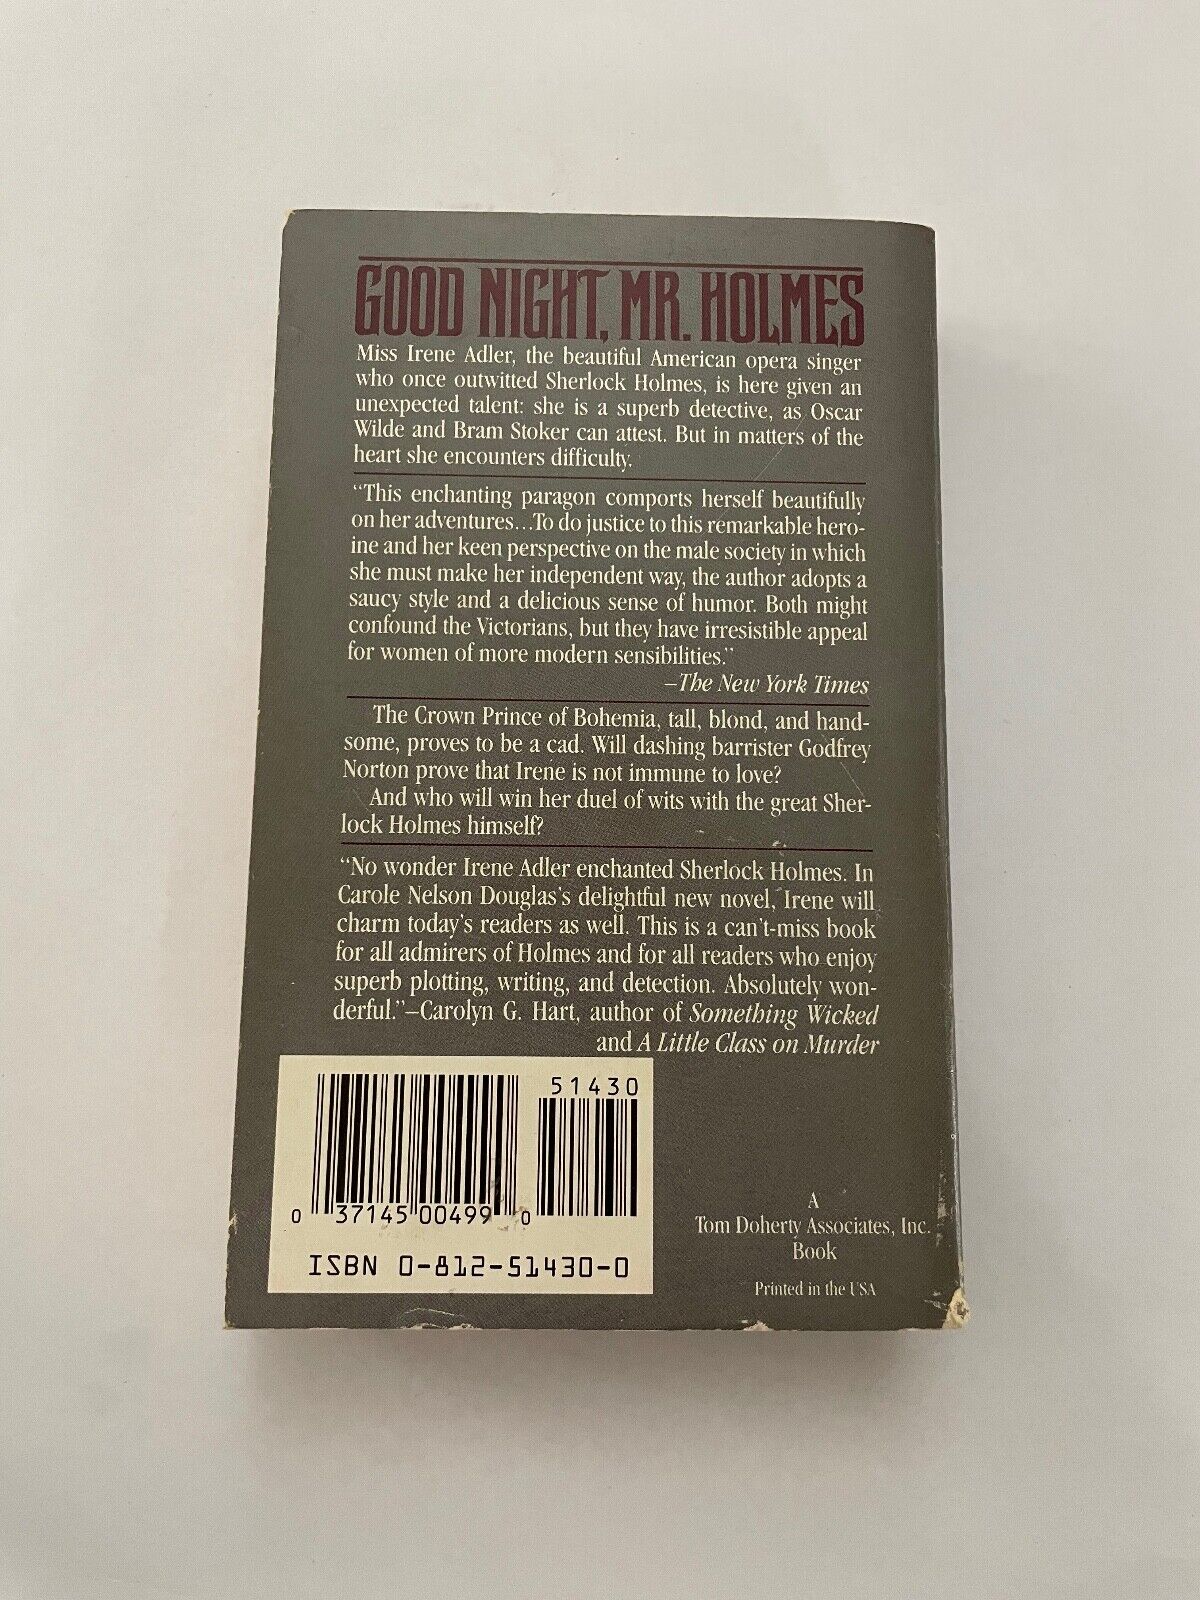 GOOD NIGHT, MR. HOLMES
Miss Irene Adler, the beautiful American opera singer
who once outwitted Sherlock Holmes, is here given an
unexpected talent: she is a superb detective, as Oscar
Wilde and Bram Stoker can attest. But in matters of the
heart she encounters difficulty.
“This enchanting paragon comports herself beautifully
on her adventures...To do justice to this remarkable hero-
ine and her keen perspective on the male society in which
she must make her independent way, the author adopts a
saucy style and a delicious sense of humor. Both might
confound the Victorians, but they have irresistible appeal
for women of more modern sensibilities.”
–The New York Times
The Crown Prince of Bohemia, tall, blond, and hand-
some, proves to be a cad. Will dashing barrister Godfrey
Norton prove that Irene is not immune to love?
And who will win her duel of wits with the great Sher-
lock Holmes himself?
“No wonder Irene Adler enchanted Sherlock Holmes. In
Carole Nelson Douglas's delightful new novel, Irene will
charm today's readers as well. This is a can't-miss book
for all admirers of Holmes and for all readers who enjoy
superb plotting, writing, and detection. Absolutely won-
derful.”–Carolyn G. Hart, author of Something Wicked
and A Little Class on Murder
51430
0 37145 00499 0
ISBN 0-812-51430-0
A
Tom Doherty Associates, Inc.
Book
Printed in the USA